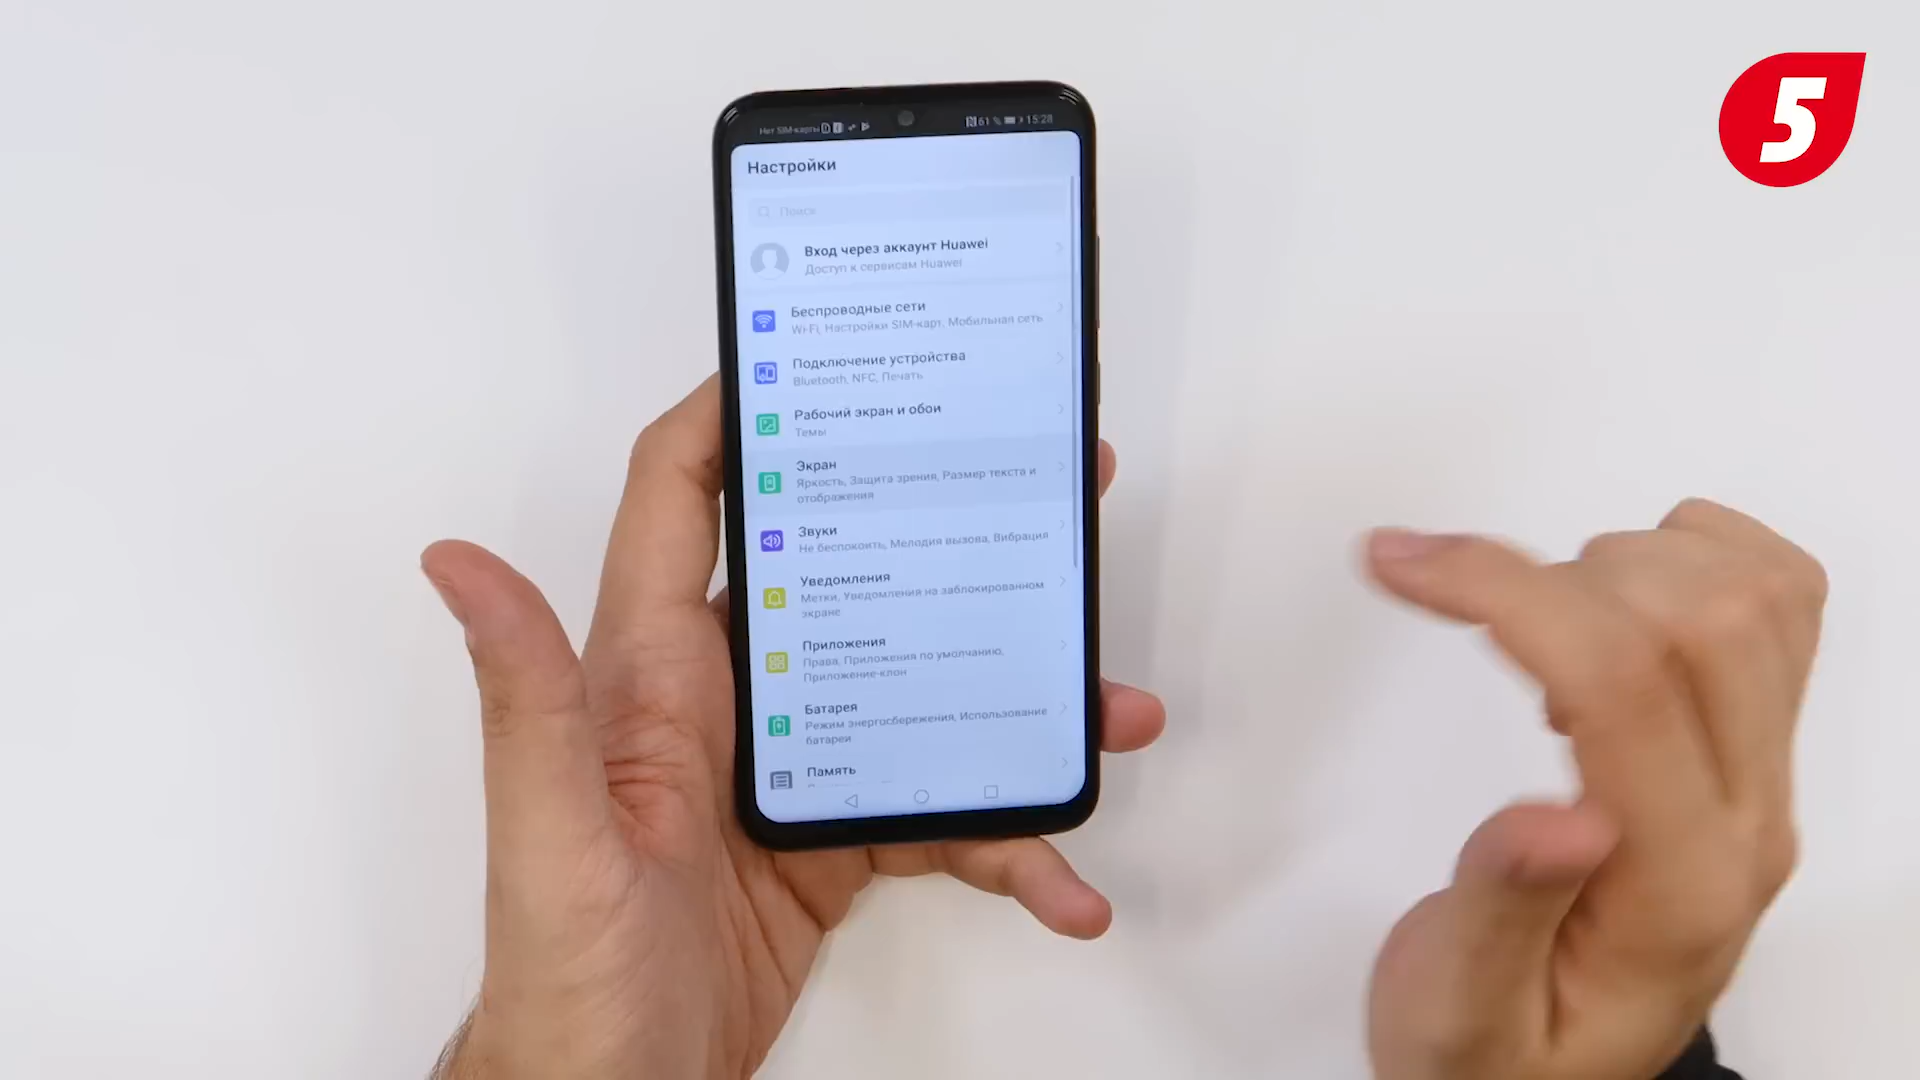 5
Нет SIM-карты 61 % 15:28
Настройки
Поиск
Вход через аккаунт Huawei
Доступ к сервисам Huawei
Беспроводные сети
Wi-Fi, Настройки SIM-карт, Мобильная сеть
Подключение устройства
Bluetooth, NFC, Печать
Рабочий экран и обои
Темы
Экран
Яркость, Защита зрения, Размер текста и
отображения
Звуки
Не беспокоить, Мелодия вызова, Вибрация
Уведомления
Метки, Уведомления на заблокированном
экране
Приложения
Права, Приложения по умолчанию,
Приложение-клон
Батарея
Режим энергосбережения, Использование
батареи
Память